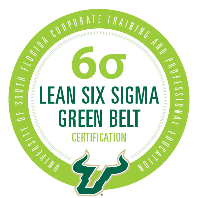 UNIVERSITY OF SOUTH FLORIDA CORPORATE TRAINING AND PROFESSIONAL EDUCATION
6σ
LEAN SIX SIGMA
GREEN BELT
CERTIFICATION